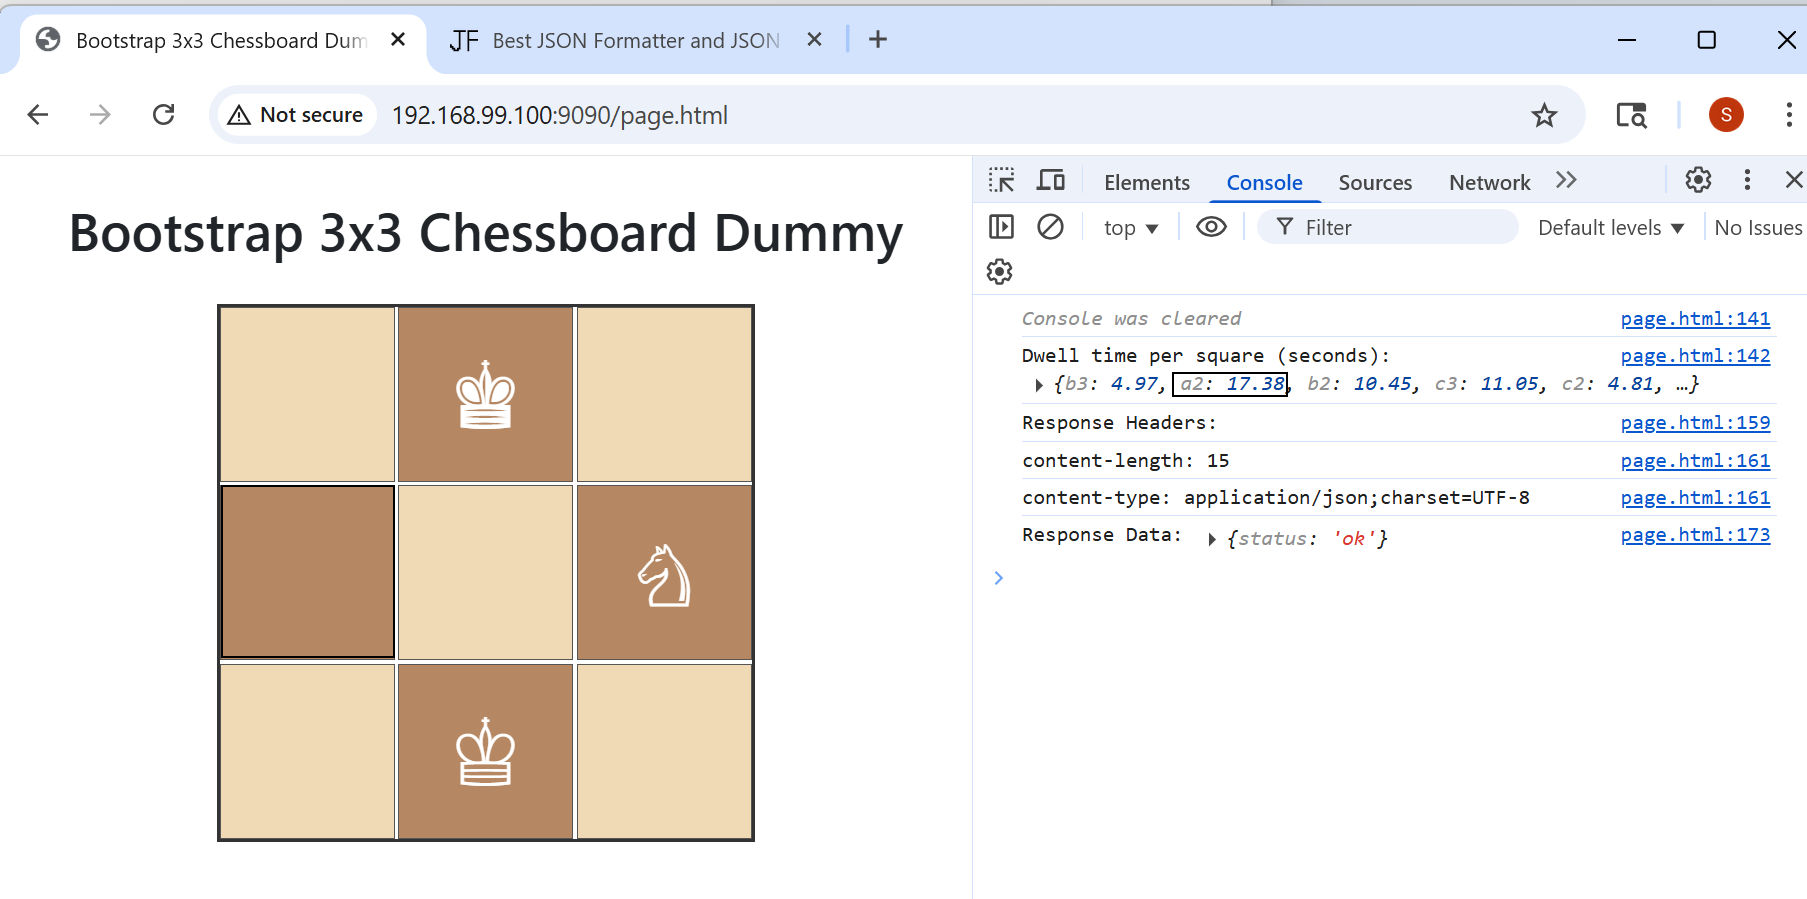 Bootstrap 3x3 Chessboard Dum
JF Best JSON Formatter and JSON
Not secure 192.168.99.100:9090/page.html
S
Bootstrap 3x3 Chessboard Dummy
Elements Console Sources Network
top Filter Default levels No Issues
Console was cleared page.html:141
Dwell time per square (seconds): page.html:142
{b3: 4.97, a2: 17.38, b2: 10.45, c3: 11.05, c2: 4.81, …}
Response Headers: page.html:159
content-length: 15 page.html:161
content-type: application/json;charset=UTF-8 page.html:161
Response Data: {status: 'ok'} page.html:173